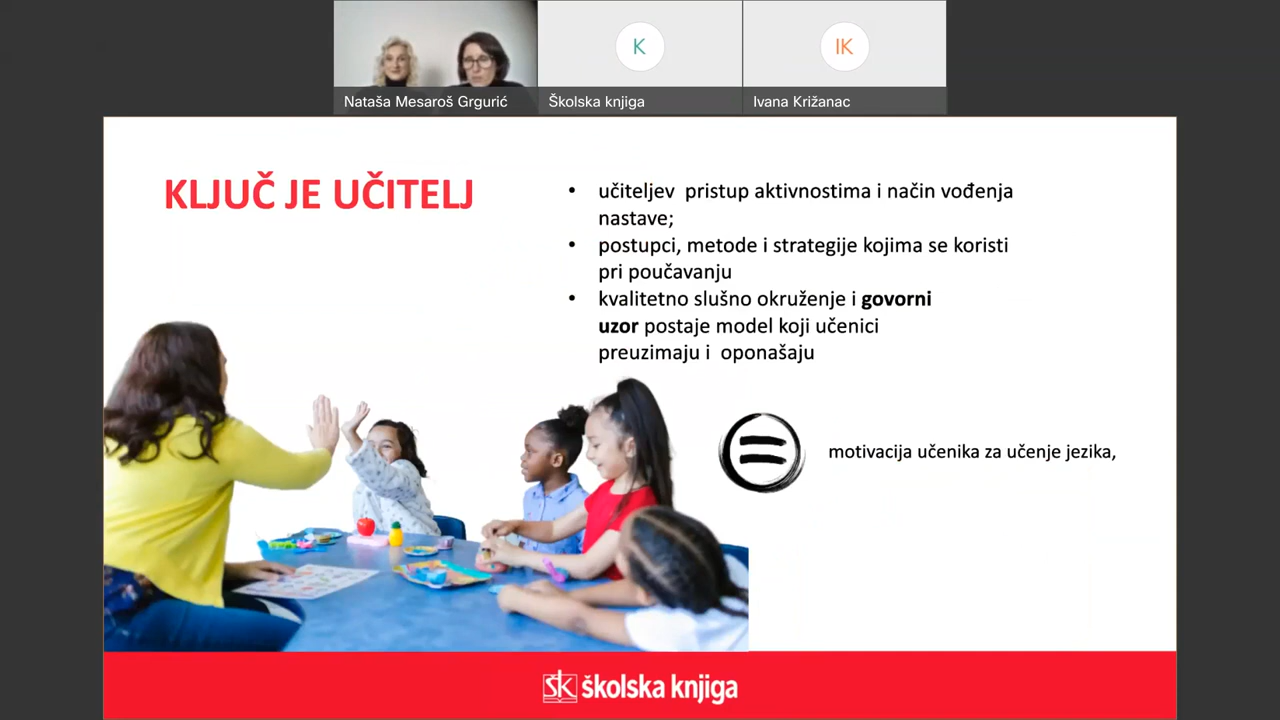 K
IK
Nataša Mesaroš Grgurić
Školska knjiga
Ivana Križanac
KLJUČ JE UČITELJ
• učiteljev pristup aktivnostima i način vođenja
nastave;
• postupci, metode i strategije kojima se koristi
pri poučavanju
• kvalitetno slušno okruženje i govorni
uzor postaje model koji učenici
preuzimaju i oponašaju
=
motivacija učenika za učenje jezika,
ŠK školska knjiga